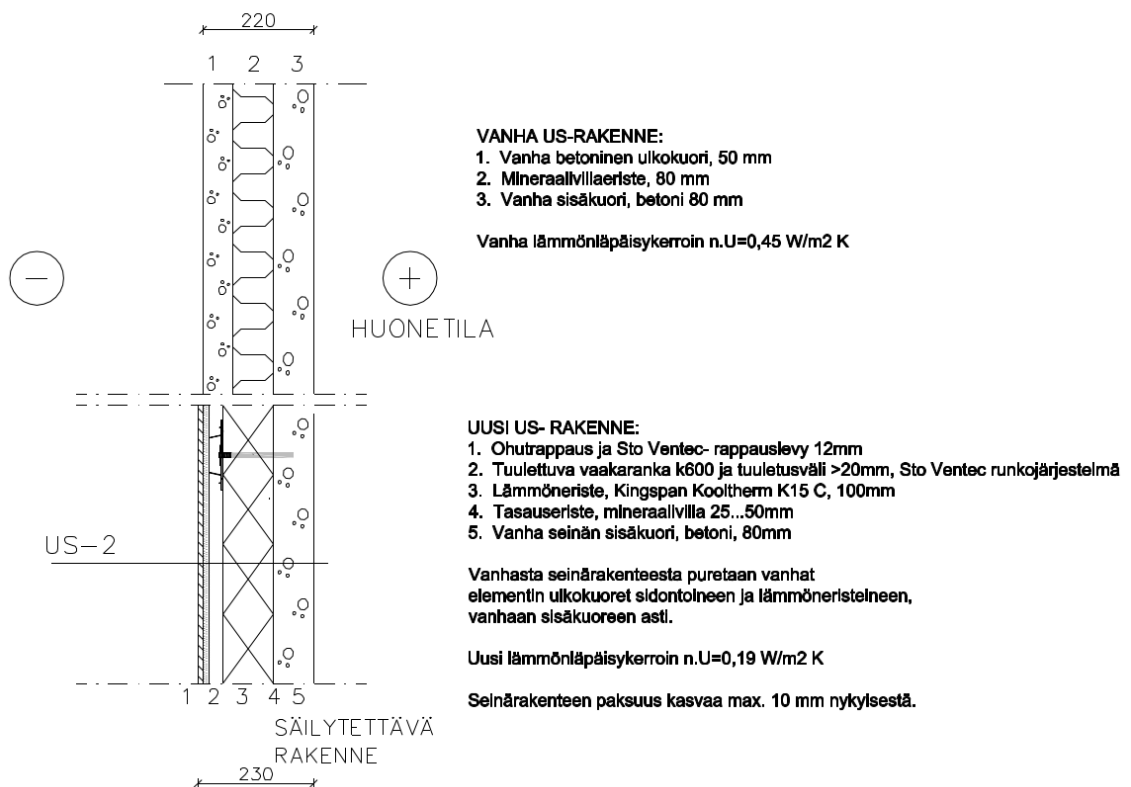 220
1 2 3
VANHA US-RAKENNE:
1. Vanha betoninen ulkokuori, 50 mm
2. Mineraalivillaeriste, 80 mm
3. Vanha sisäkuori, betoni 80 mm
Vanha lämmönläpäisykerroin n.U=0,45 W/m2 K
− +
HUONETILA
UUSI US- RAKENNE:
1. Ohutrappaus ja Sto Ventec- rappauslevy 12mm
2. Tuulettuva vaakaranka k600 ja tuuletusväli >20mm, Sto Ventec runkojärjestelmä
3. Lämmöneriste, Kingspan Kooltherm K15 C, 100mm
4. Tasauseriste, mineraalivilla 25...50mm
5. Vanha seinän sisäkuori, betoni, 80mm
US-2
Vanhasta seinärakenteesta puretaan vanhat
elementin ulkokuoret sidontoineen ja lämmöneristeineen,
vanhaan sisäkuoreen asti.
Uusi lämmönläpäisykerroin n.U=0,19 W/m2 K
Seinärakenteen paksuus kasvaa max. 10 mm nykyisestä.
1 2 3 4 5
SÄILYTETTÄVÄ
RAKENNE
230